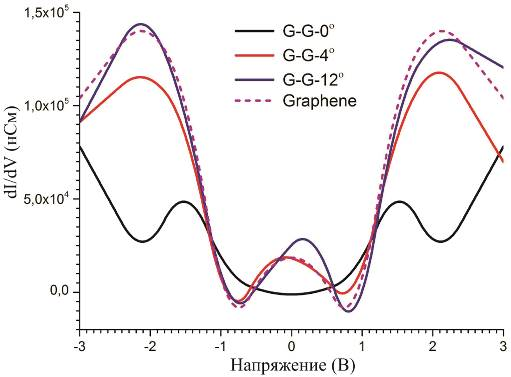 1,5x10⁵
1,0x10⁵
5,0x10⁴
0,0
dI/dV (нСм)
G-G-0°
G-G-4°
G-G-12°
Graphene
-3 -2 -1 0 1 2 3
Напряжение (В)